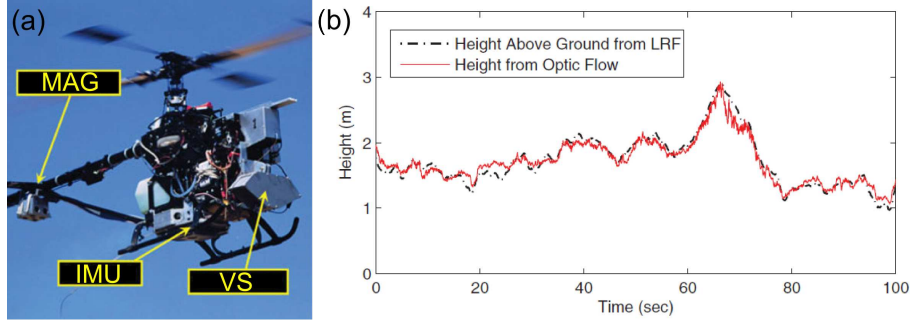 (a)
MAG
IMU
VS
(b)
Height Above Ground from LRF
Height from Optic Flow
Height (m)
4
3
2
1
0
0 20 40 60 80 100
Time (sec)